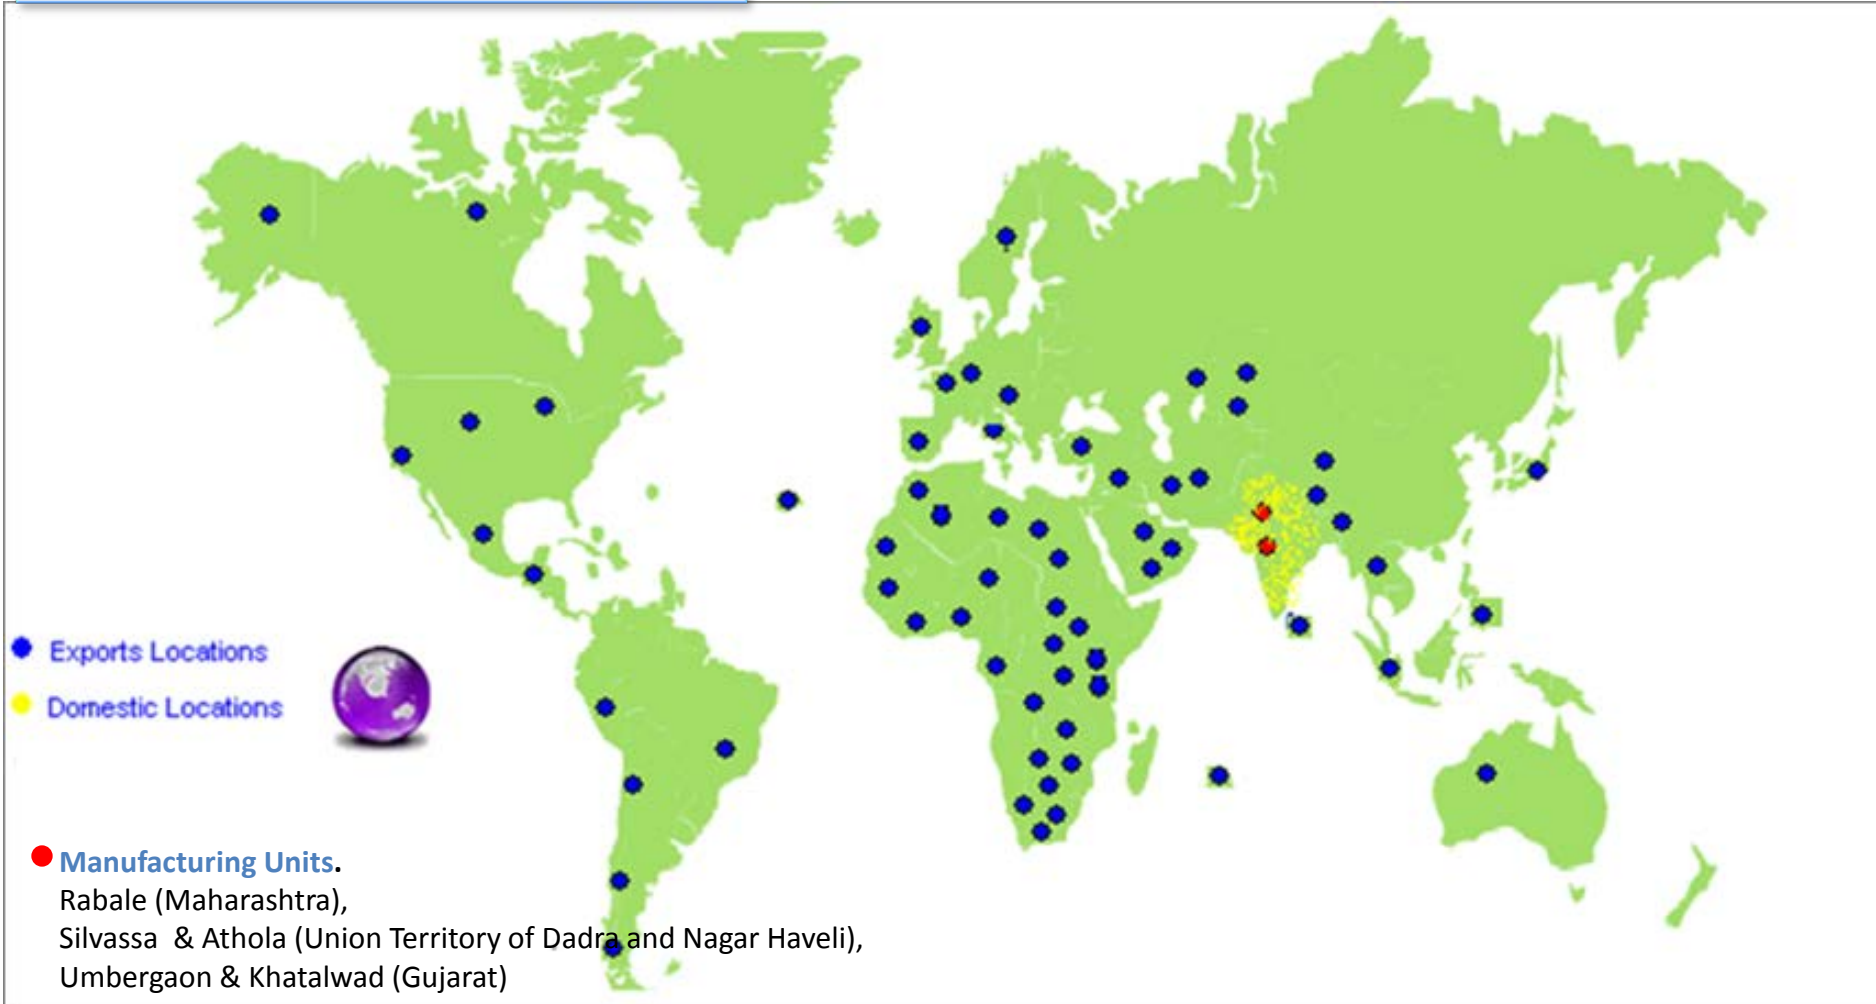 Exports Locations
Domestic Locations
Manufacturing Units.
Rabale (Maharashtra),
Silvassa & Athola (Union Territory of Dadra and Nagar Haveli),
Umbergaon & Khatalwad (Gujarat)